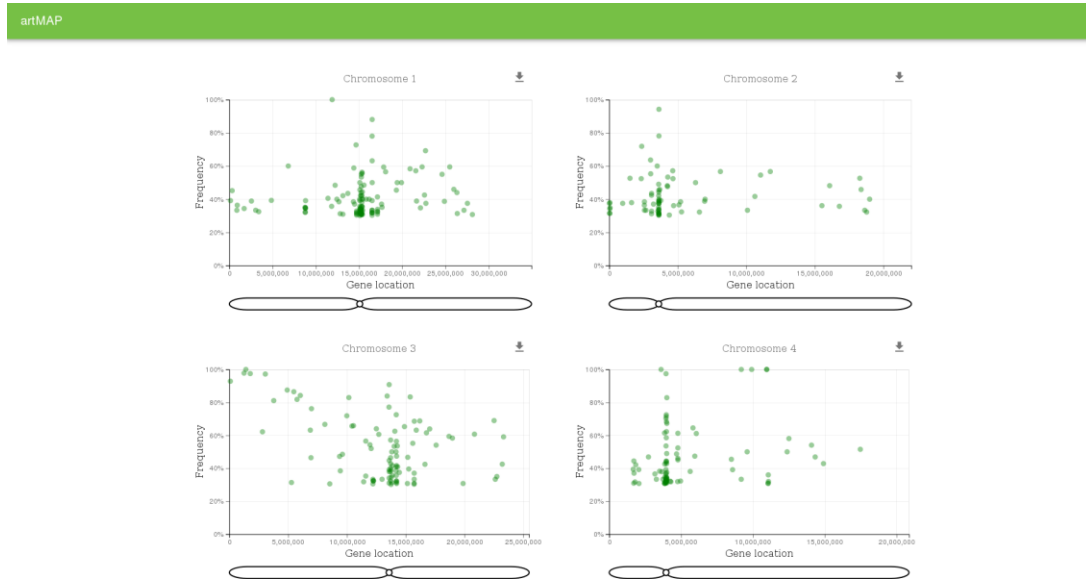 artMAP
Chromosome 1
Chromosome 2
100%
80%
60%
40%
20%
0%
Frequency
0 5,000,000 10,000,000 15,000,000 20,000,000 25,000,000 30,000,000
Gene location
100%
80%
60%
40%
20%
0%
Frequency
0 5,000,000 10,000,000 15,000,000 20,000,000
Gene location
Chromosome 3
Chromosome 4
100%
80%
60%
40%
20%
0%
Frequency
0 5,000,000 10,000,000 15,000,000 20,000,000 25,000,000
Gene location
100%
80%
60%
40%
20%
0%
Frequency
0 5,000,000 10,000,000 15,000,000 20,000,000
Gene location